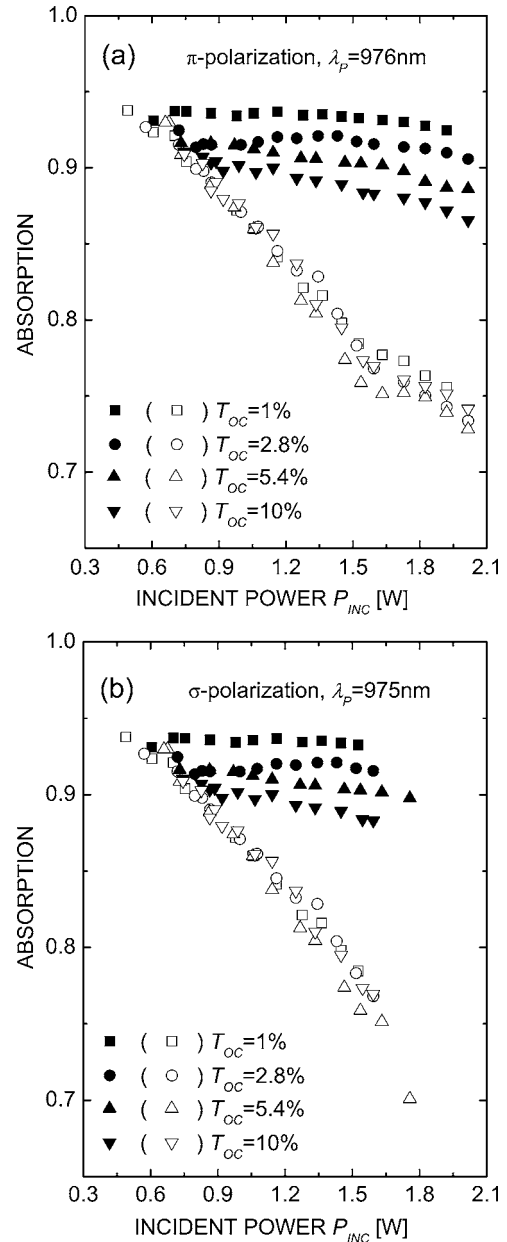 1.0
(a)
π-polarization, λP=976nm
0.9
ABSORPTION
0.8
( ) TOC=1%
( ) TOC=2.8%
0.7
( ) TOC=5.4%
( ) TOC=10%
0.3 0.6 0.9 1.2 1.5 1.8 2.1
INCIDENT POWER PINC [W]
1.0
(b)
σ-polarization, λP=975nm
0.9
ABSORPTION
0.8
( ) TOC=1%
( ) TOC=2.8%
0.7
( ) TOC=5.4%
( ) TOC=10%
0.3 0.6 0.9 1.2 1.5 1.8 2.1
INCIDENT POWER PINC [W]